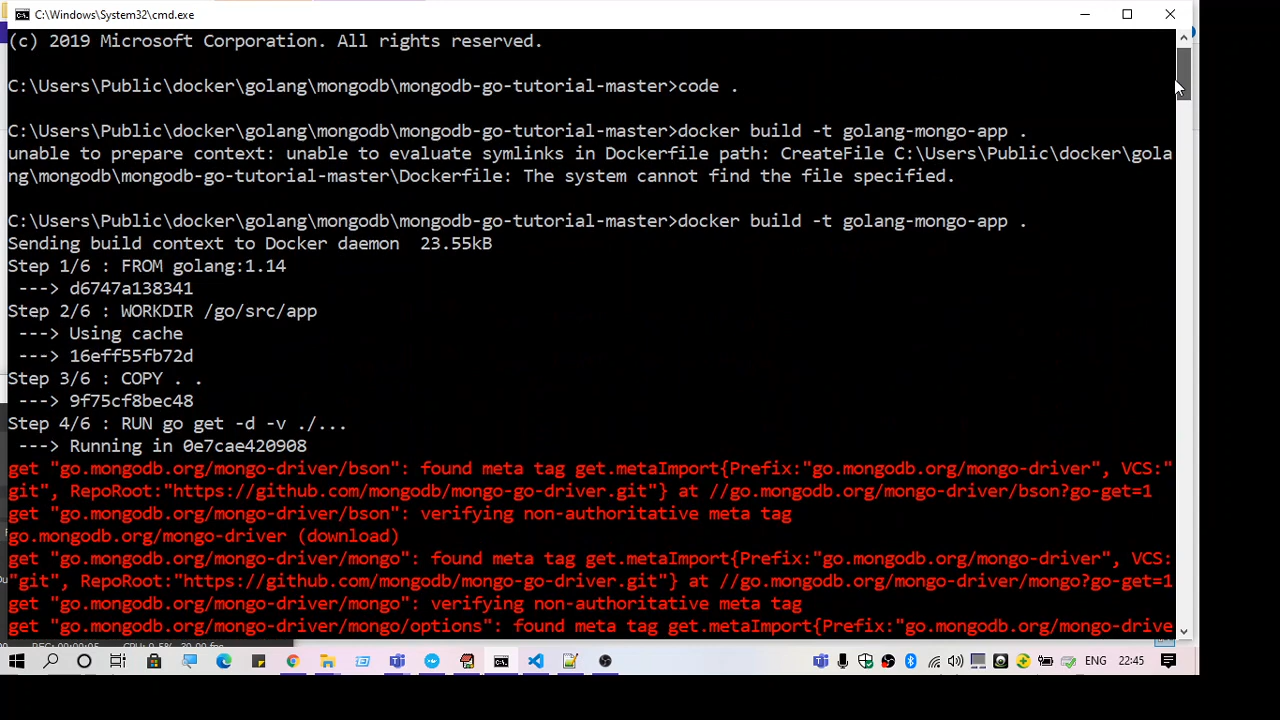 C:\Windows\System32\cmd.exe
(c) 2019 Microsoft Corporation. All rights reserved.
C:\Users\Public\docker\golang\mongodb\mongodb-go-tutorial-master>code .
C:\Users\Public\docker\golang\mongodb\mongodb-go-tutorial-master>docker build -t golang-mongo-app .
unable to prepare context: unable to evaluate symlinks in Dockerfile path: CreateFile C:\Users\Public\docker\gola
ng\mongodb\mongodb-go-tutorial-master\Dockerfile: The system cannot find the file specified.
C:\Users\Public\docker\golang\mongodb\mongodb-go-tutorial-master>docker build -t golang-mongo-app .
Sending build context to Docker daemon  23.55kB
Step 1/6 : FROM golang:1.14
 ---> d6747a138341
Step 2/6 : WORKDIR /go/src/app
 ---> Using cache
 ---> 16eff55fb72d
Step 3/6 : COPY . .
 ---> 9f75cf8bec48
Step 4/6 : RUN go get -d -v ./...
 ---> Running in 0e7cae420908
get "go.mongodb.org/mongo-driver/bson": found meta tag get.metaImport{Prefix:"go.mongodb.org/mongo-driver", VCS:"
git", RepoRoot:"https://github.com/mongodb/mongo-go-driver.git"} at //go.mongodb.org/mongo-driver/bson?go-get=1
get "go.mongodb.org/mongo-driver/bson": verifying non-authoritative meta tag
go.mongodb.org/mongo-driver (download)
get "go.mongodb.org/mongo-driver/mongo": found meta tag get.metaImport{Prefix:"go.mongodb.org/mongo-driver", VCS:
"git", RepoRoot:"https://github.com/mongodb/mongo-go-driver.git"} at //go.mongodb.org/mongo-driver/mongo?go-get=1
get "go.mongodb.org/mongo-driver/mongo": verifying non-authoritative meta tag
get "go.mongodb.org/mongo-driver/mongo/options": found meta tag get.metaImport{Prefix:"go.mongodb.org/mongo-drive
ENG 22:45